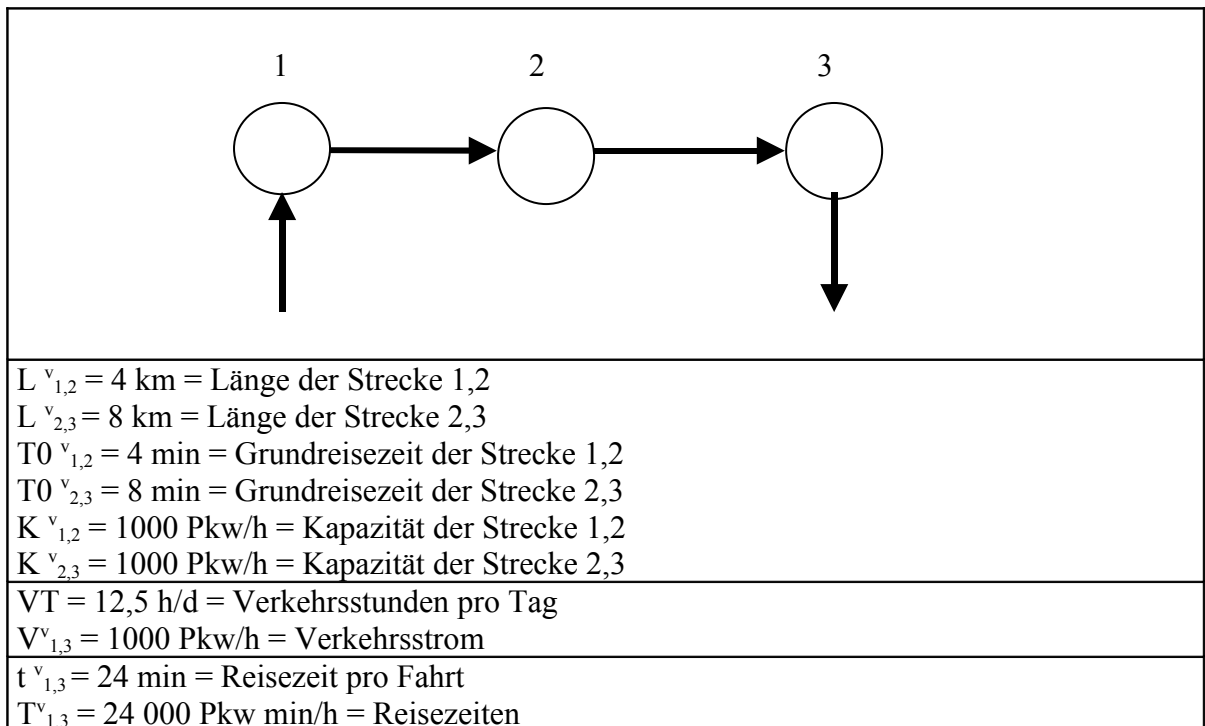 1 2 3
L ᵛ₁,₂ = 4 km = Länge der Strecke 1,2
L ᵛ₂,₃ = 8 km = Länge der Strecke 2,3
T0 ᵛ₁,₂ = 4 min = Grundreisezeit der Strecke 1,2
T0 ᵛ₂,₃ = 8 min = Grundreisezeit der Strecke 2,3
K ᵛ₁,₂ = 1000 Pkw/h = Kapazität der Strecke 1,2
K ᵛ₂,₃ = 1000 Pkw/h = Kapazität der Strecke 2,3
VT = 12,5 h/d = Verkehrsstunden pro Tag
Vᵛ₁,₃ = 1000 Pkw/h = Verkehrsstrom
t ᵛ₁,₃ = 24 min = Reisezeit pro Fahrt
Tᵛ₁,₃ = 24 000 Pkw min/h = Reisezeiten